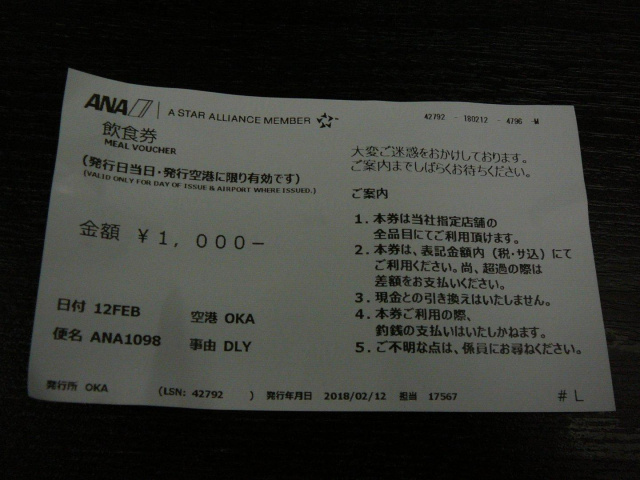 ANA A STAR ALLIANCE MEMBER
42792 - 180212 - 4796 -M
飲食券
MEAL VOUCHER
(発行日当日・発行空港に限り有効です)
(VALID ONLY FOR DAY OF ISSUE & AIRPORT WHERE ISSUED.)
金額 ¥1,000-
日付 12FEB 空港 OKA
便名 ANA1098 事由 DLY
大変ご迷惑をおかけしております。
ご案内までしばらくお待ちください。
ご案内
1. 本券は当社指定店舗の
全品目にてご利用頂けます。
2. 本券は、表記金額内(税・サ込)にて
ご利用ください。尚、超過の際は
差額をお支払いください。
3. 現金との引き換えはいたしません。
4. 本券ご利用の際、
釣銭の支払いはいたしかねます。
5. ご不明な点は、係員にお尋ねください。
発行所 OKA (LSN: 42792 ) 発行年月日 2018/02/12 担当 17567
#L